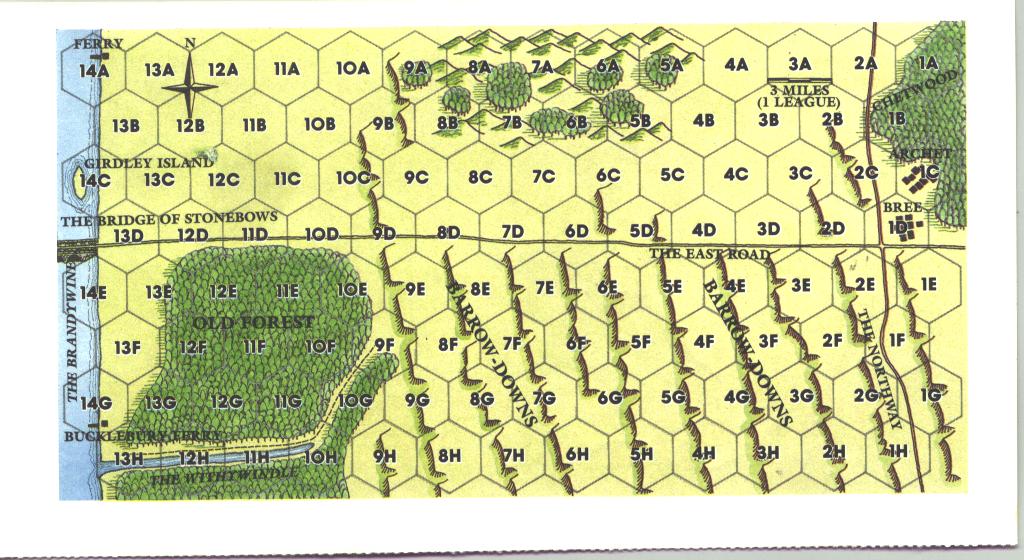 FERRY N
14A 13A 12A 11A 10A 9A 8A 7A 6A 5A 4A 3A 2A 1A
3 MILES
(1 LEAGUE)
CHETWOOD
13B 12B 11B 10B 9B 8B 7B 6B 5B 4B 3B 2B 1B
GIRDLEY ISLAND ARCHET
14C 13C 12C 11C 10C 9C 8C 7C 6C 5C 4C 3C 2C 1C
THE BRIDGE OF STONEBOWS BREE
13D 12D 11D 10D 9D 8D 7D 6D 5D 4D 3D 2D 1D
THE EAST ROAD
14E 13E 12E 11E 10E 9E 8E 7E 6E 5E 4E 3E 2E 1E
THE BRANDYWINE
OLD FOREST
BARROW-DOWNS
BARROW-DOWNS
THE NORTHWAY
13F 12F 11F 10F 9F 8F 7F 6F 5F 4F 3F 2F 1F
14G 13G 12G 11G 10G 9G 8G 7G 6G 5G 4G 3G 2G 1G
BUCKLEBURY FERRY
13H 12H 11H 10H 9H 8H 7H 6H 5H 4H 3H 2H 1H
THE WITHYWINDLE